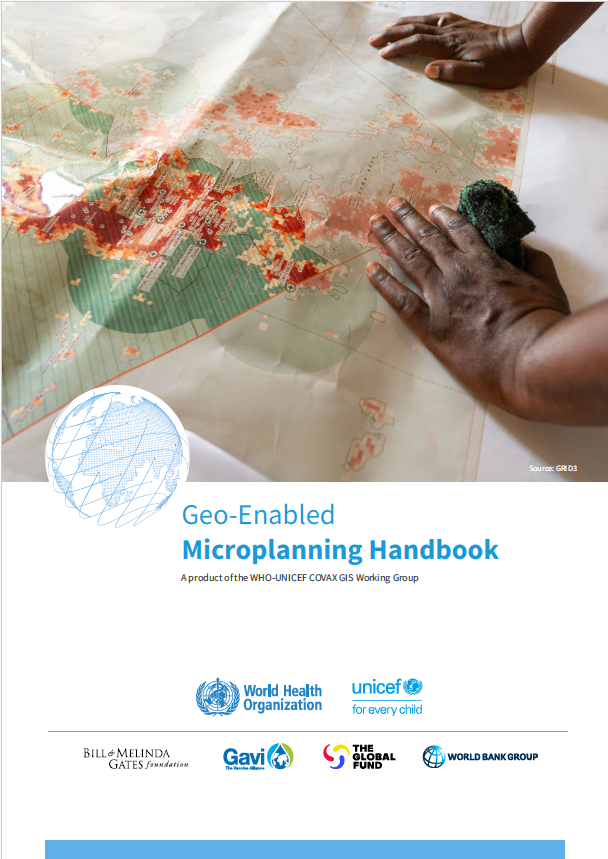 Source: GRID3
Geo-Enabled
Microplanning Handbook
A product of the WHO-UNICEF COVAX GIS Working Group
World Health
Organization
unicef
for every child
BILL & MELINDA
GATES foundation
Gavi
The Vaccine Alliance
THE
GLOBAL
FUND
WORLD BANK GROUP